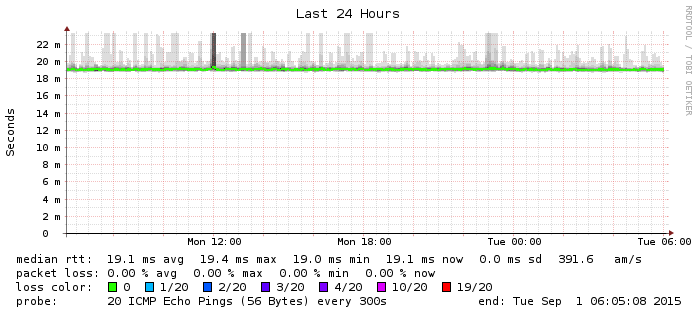 Last 24 Hours
RRDTOOL / TOBI OETIKER
Seconds
22 m
20 m
18 m
16 m
14 m
12 m
10 m
8 m
6 m
4 m
2 m
0
Mon 12:00 Mon 18:00 Tue 00:00 Tue 06:00
median rtt: 19.1 ms avg 19.4 ms max 19.0 ms min 19.1 ms now 0.0 ms sd 391.6 am/s
packet loss: 0.00 % avg 0.00 % max 0.00 % min 0.00 % now
loss color: 0 1/20 2/20 3/20 4/20 10/20 19/20
probe: 20 ICMP Echo Pings (56 Bytes) every 300s end: Tue Sep 1 06:05:08 2015